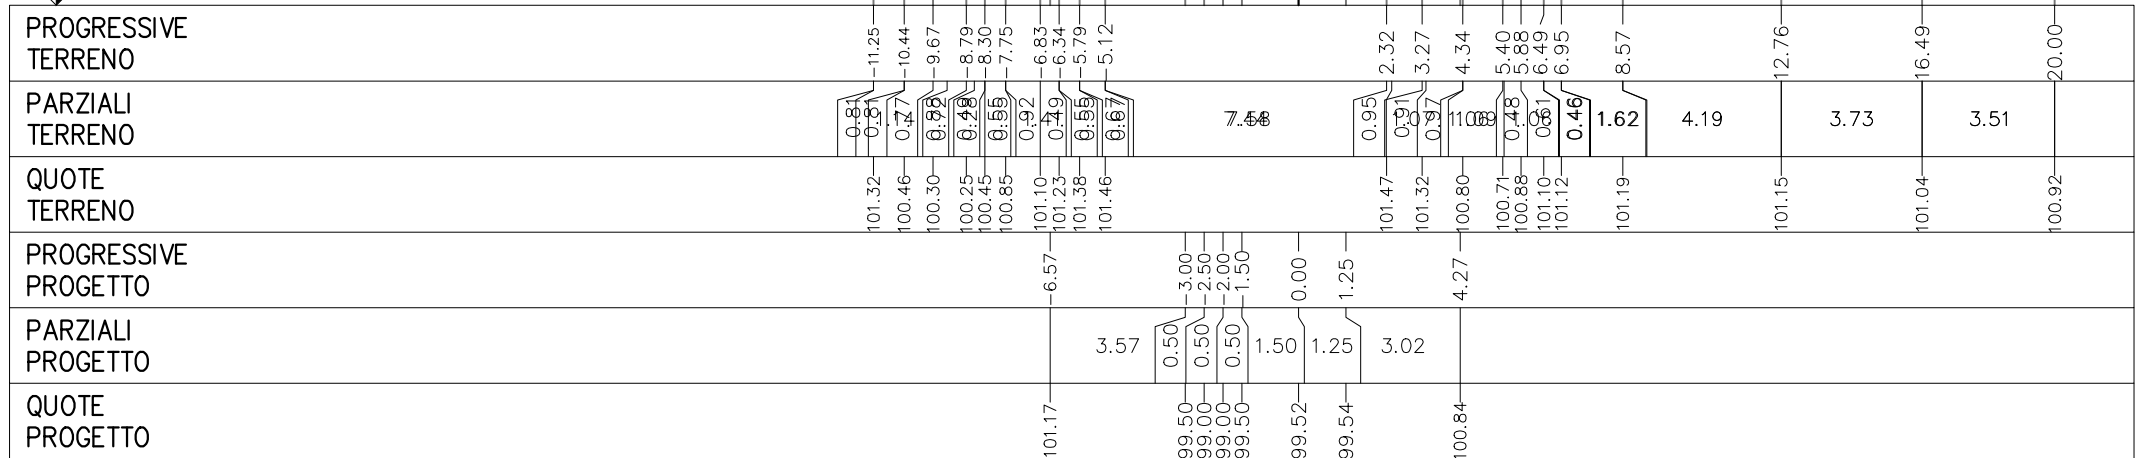 PROGRESSIVE
TERRENO
-11.25 -10.44 -9.67 -8.79 -8.30 -7.75 -6.83 -6.34 -5.79 -5.12 2.32 3.27 4.34 5.40 5.88 6.49 6.95 8.57 12.76 16.49 20.00
PARZIALI
TERRENO
0.81 0.81 0.77 0.92 0.49 0.67 0.95 0.91 0.97 0.48 0.61 0.46 1.62 4.19 3.73 3.51
QUOTE
TERRENO
101.32 100.46 100.30 100.25 100.45 100.85 101.10 101.23 101.38 101.46 101.47 101.32 100.80 100.71 100.88 101.10 101.12 101.19 101.15 101.04 100.92
PROGRESSIVE
PROGETTO
-6.57 -3.00 -2.50 -2.00 -1.50 0.00 1.25 4.27
PARZIALI
PROGETTO
3.57 0.50 0.50 0.50 1.50 1.25 3.02
QUOTE
PROGETTO
101.17 99.50 99.00 99.00 99.50 99.52 99.54 100.84